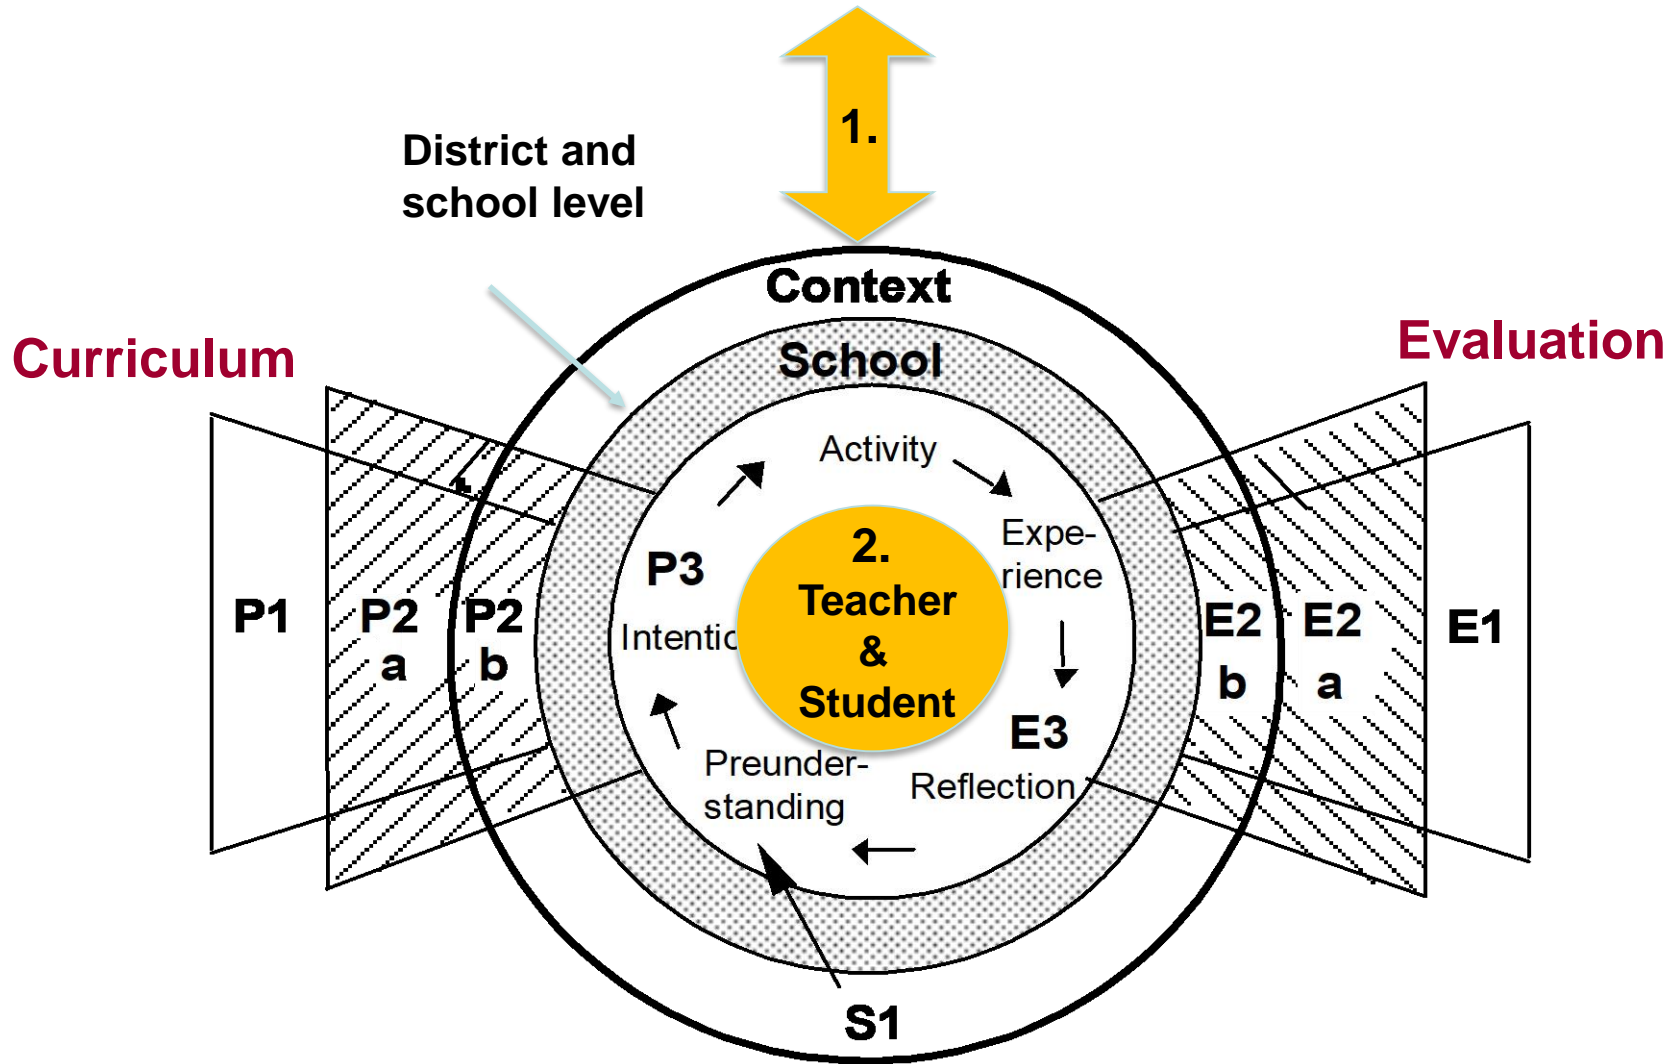 1.
District and
school level
Context
Curriculum
Evaluation
School
Activity
Expe-
rience
2.
Teacher
&
Student
P3
Intentio
P1
P2
a
P2
b
E2
b
E2
a
E1
E3
Reflection
Preunder-
standing
S1